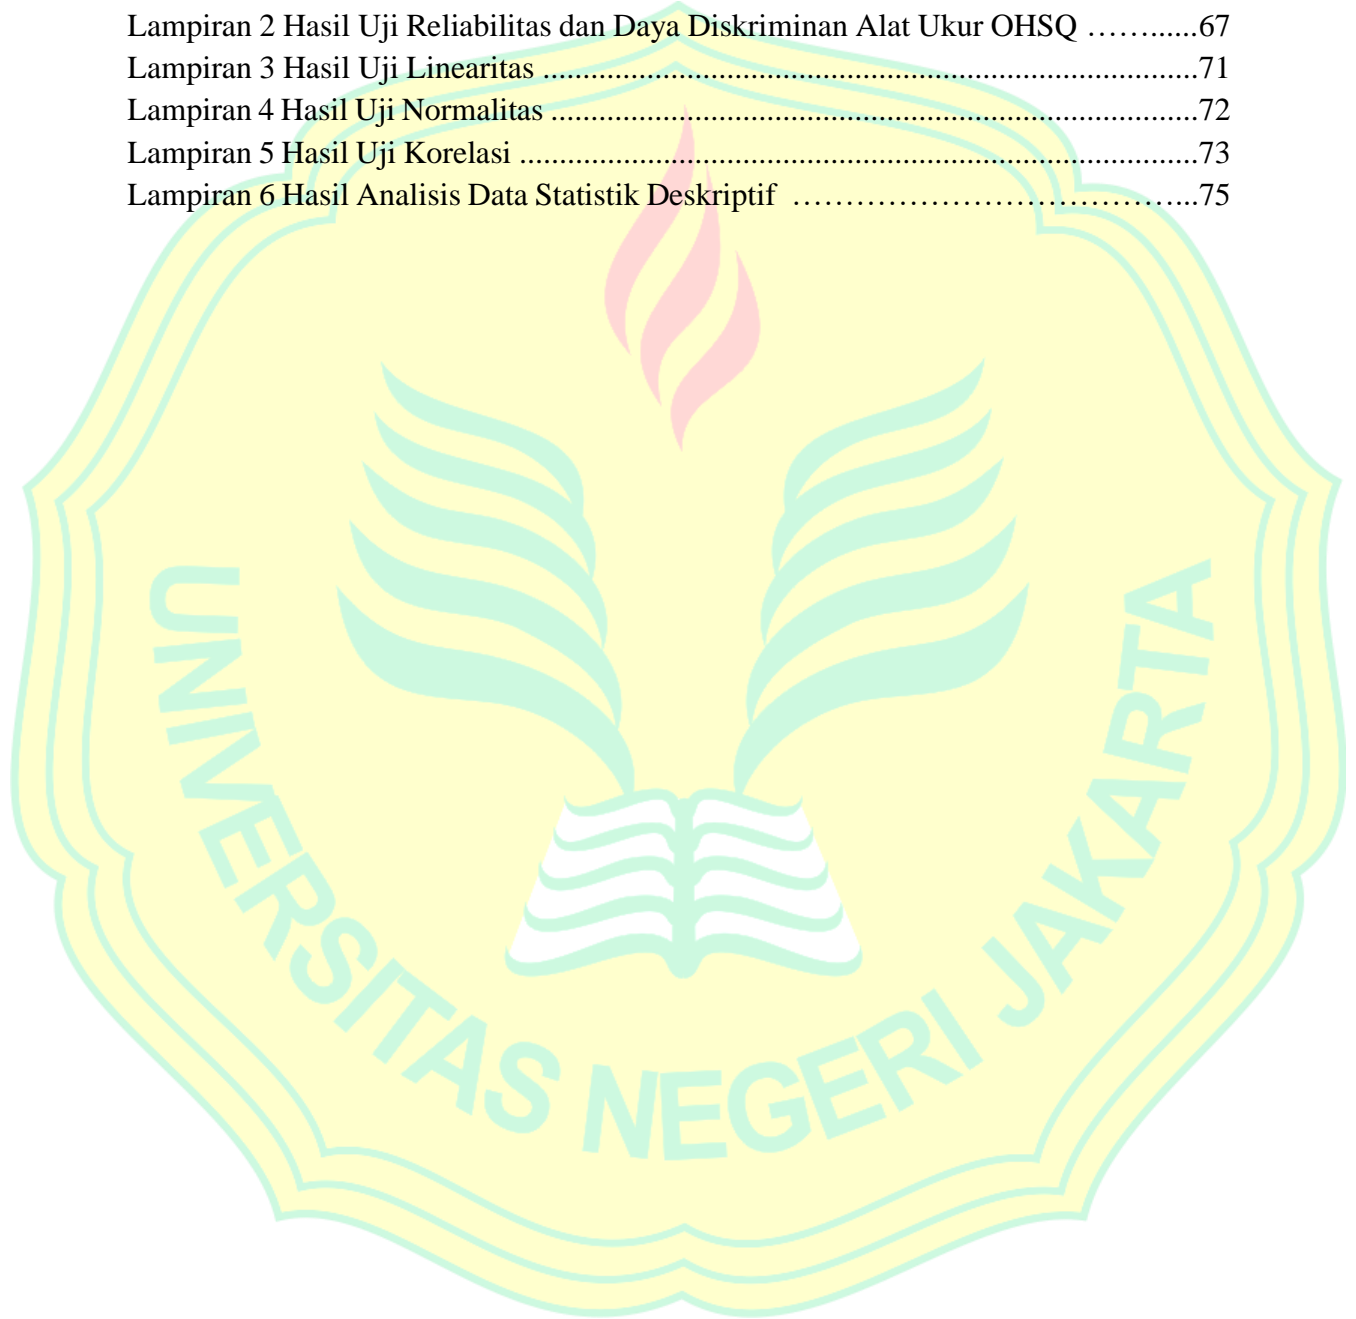 Lampiran 2 Hasil Uji Reliabilitas dan Daya Diskriminan Alat Ukur OHSQ …….......67
Lampiran 3 Hasil Uji Linearitas ....................................................................................71
Lampiran 4 Hasil Uji Normalitas ...................................................................................72
Lampiran 5 Hasil Uji Korelasi .......................................................................................73
Lampiran 6 Hasil Analisis Data Statistik Deskriptif ………………………………...75
UNIVERSITAS NEGERI JAKARTA